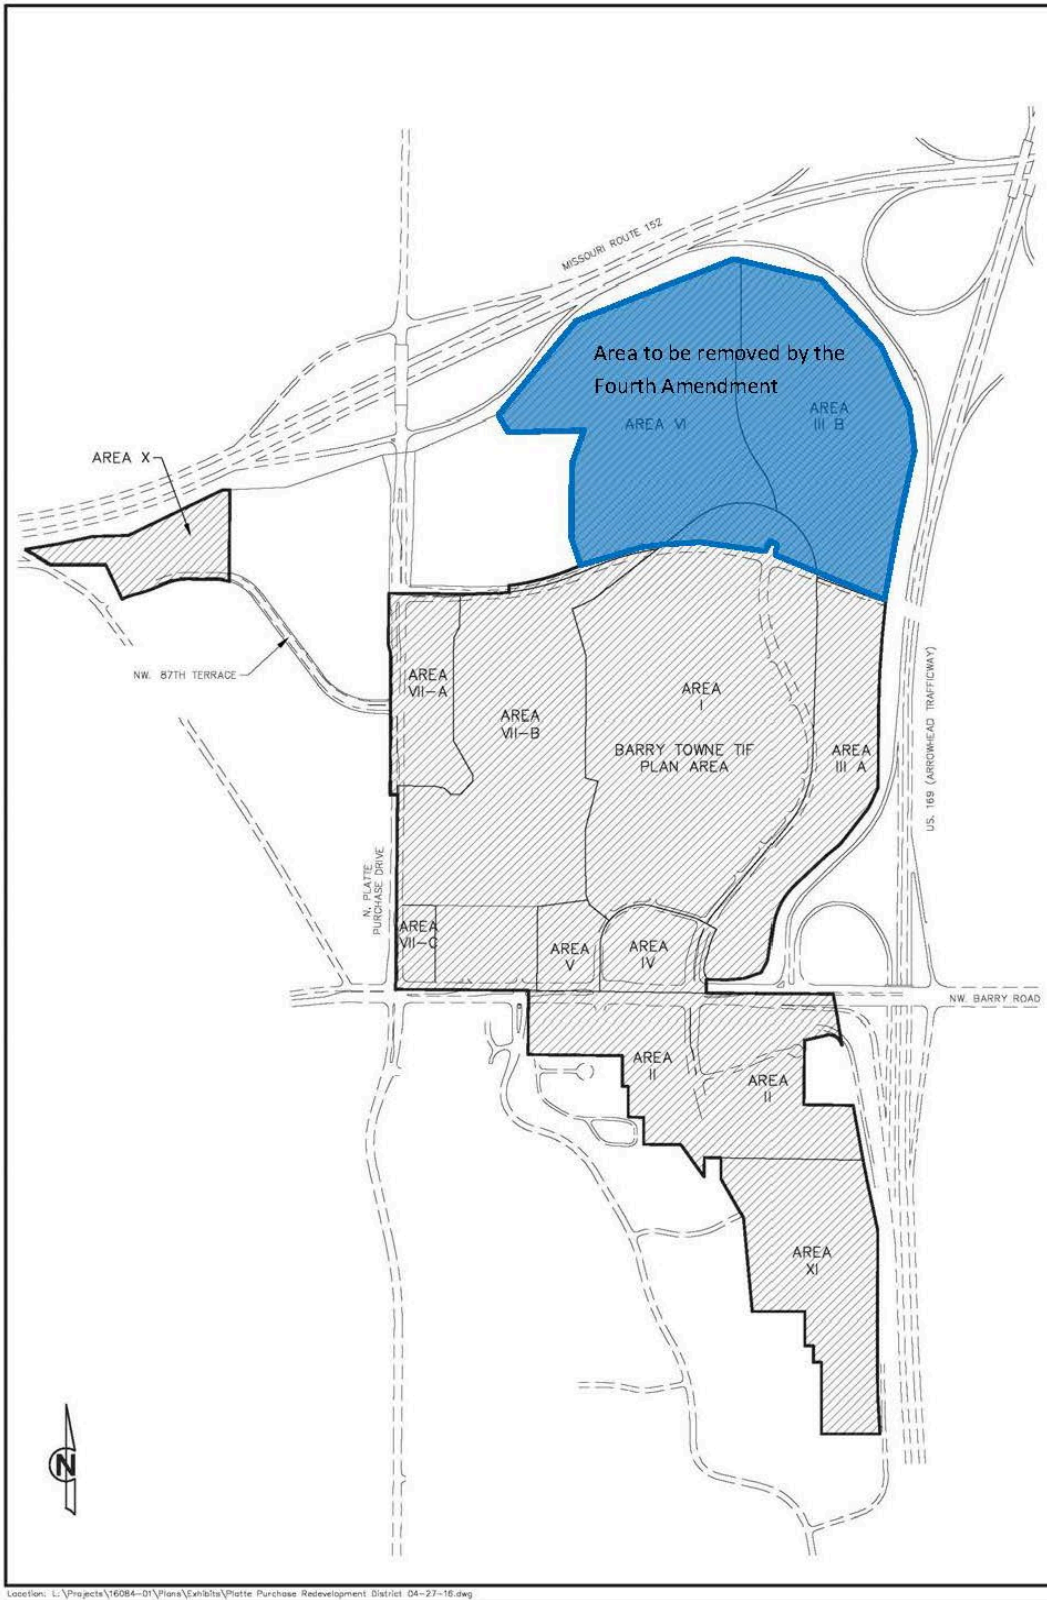 MISSOURI ROUTE 152
Area to be removed by the
Fourth Amendment
AREA VI
AREA
III B
AREA X
NW. 87TH TERRACE
AREA
VII-A
AREA
VII-B
AREA
I
BARRY TOWNE TIF
PLAN AREA
AREA
III A
US. 169 (ARROWHEAD TRAFFICWAY)
N. PLATTE
PURCHASE DRIVE
AREA
VII-C
AREA
V
AREA
IV
NW. BARRY ROAD
AREA
II
AREA
II
AREA
XI
N
Location: L:\Projects\16084-01\Plans\Exhibits\Platte Purchase Redevelopment District 04-27-16.dwg